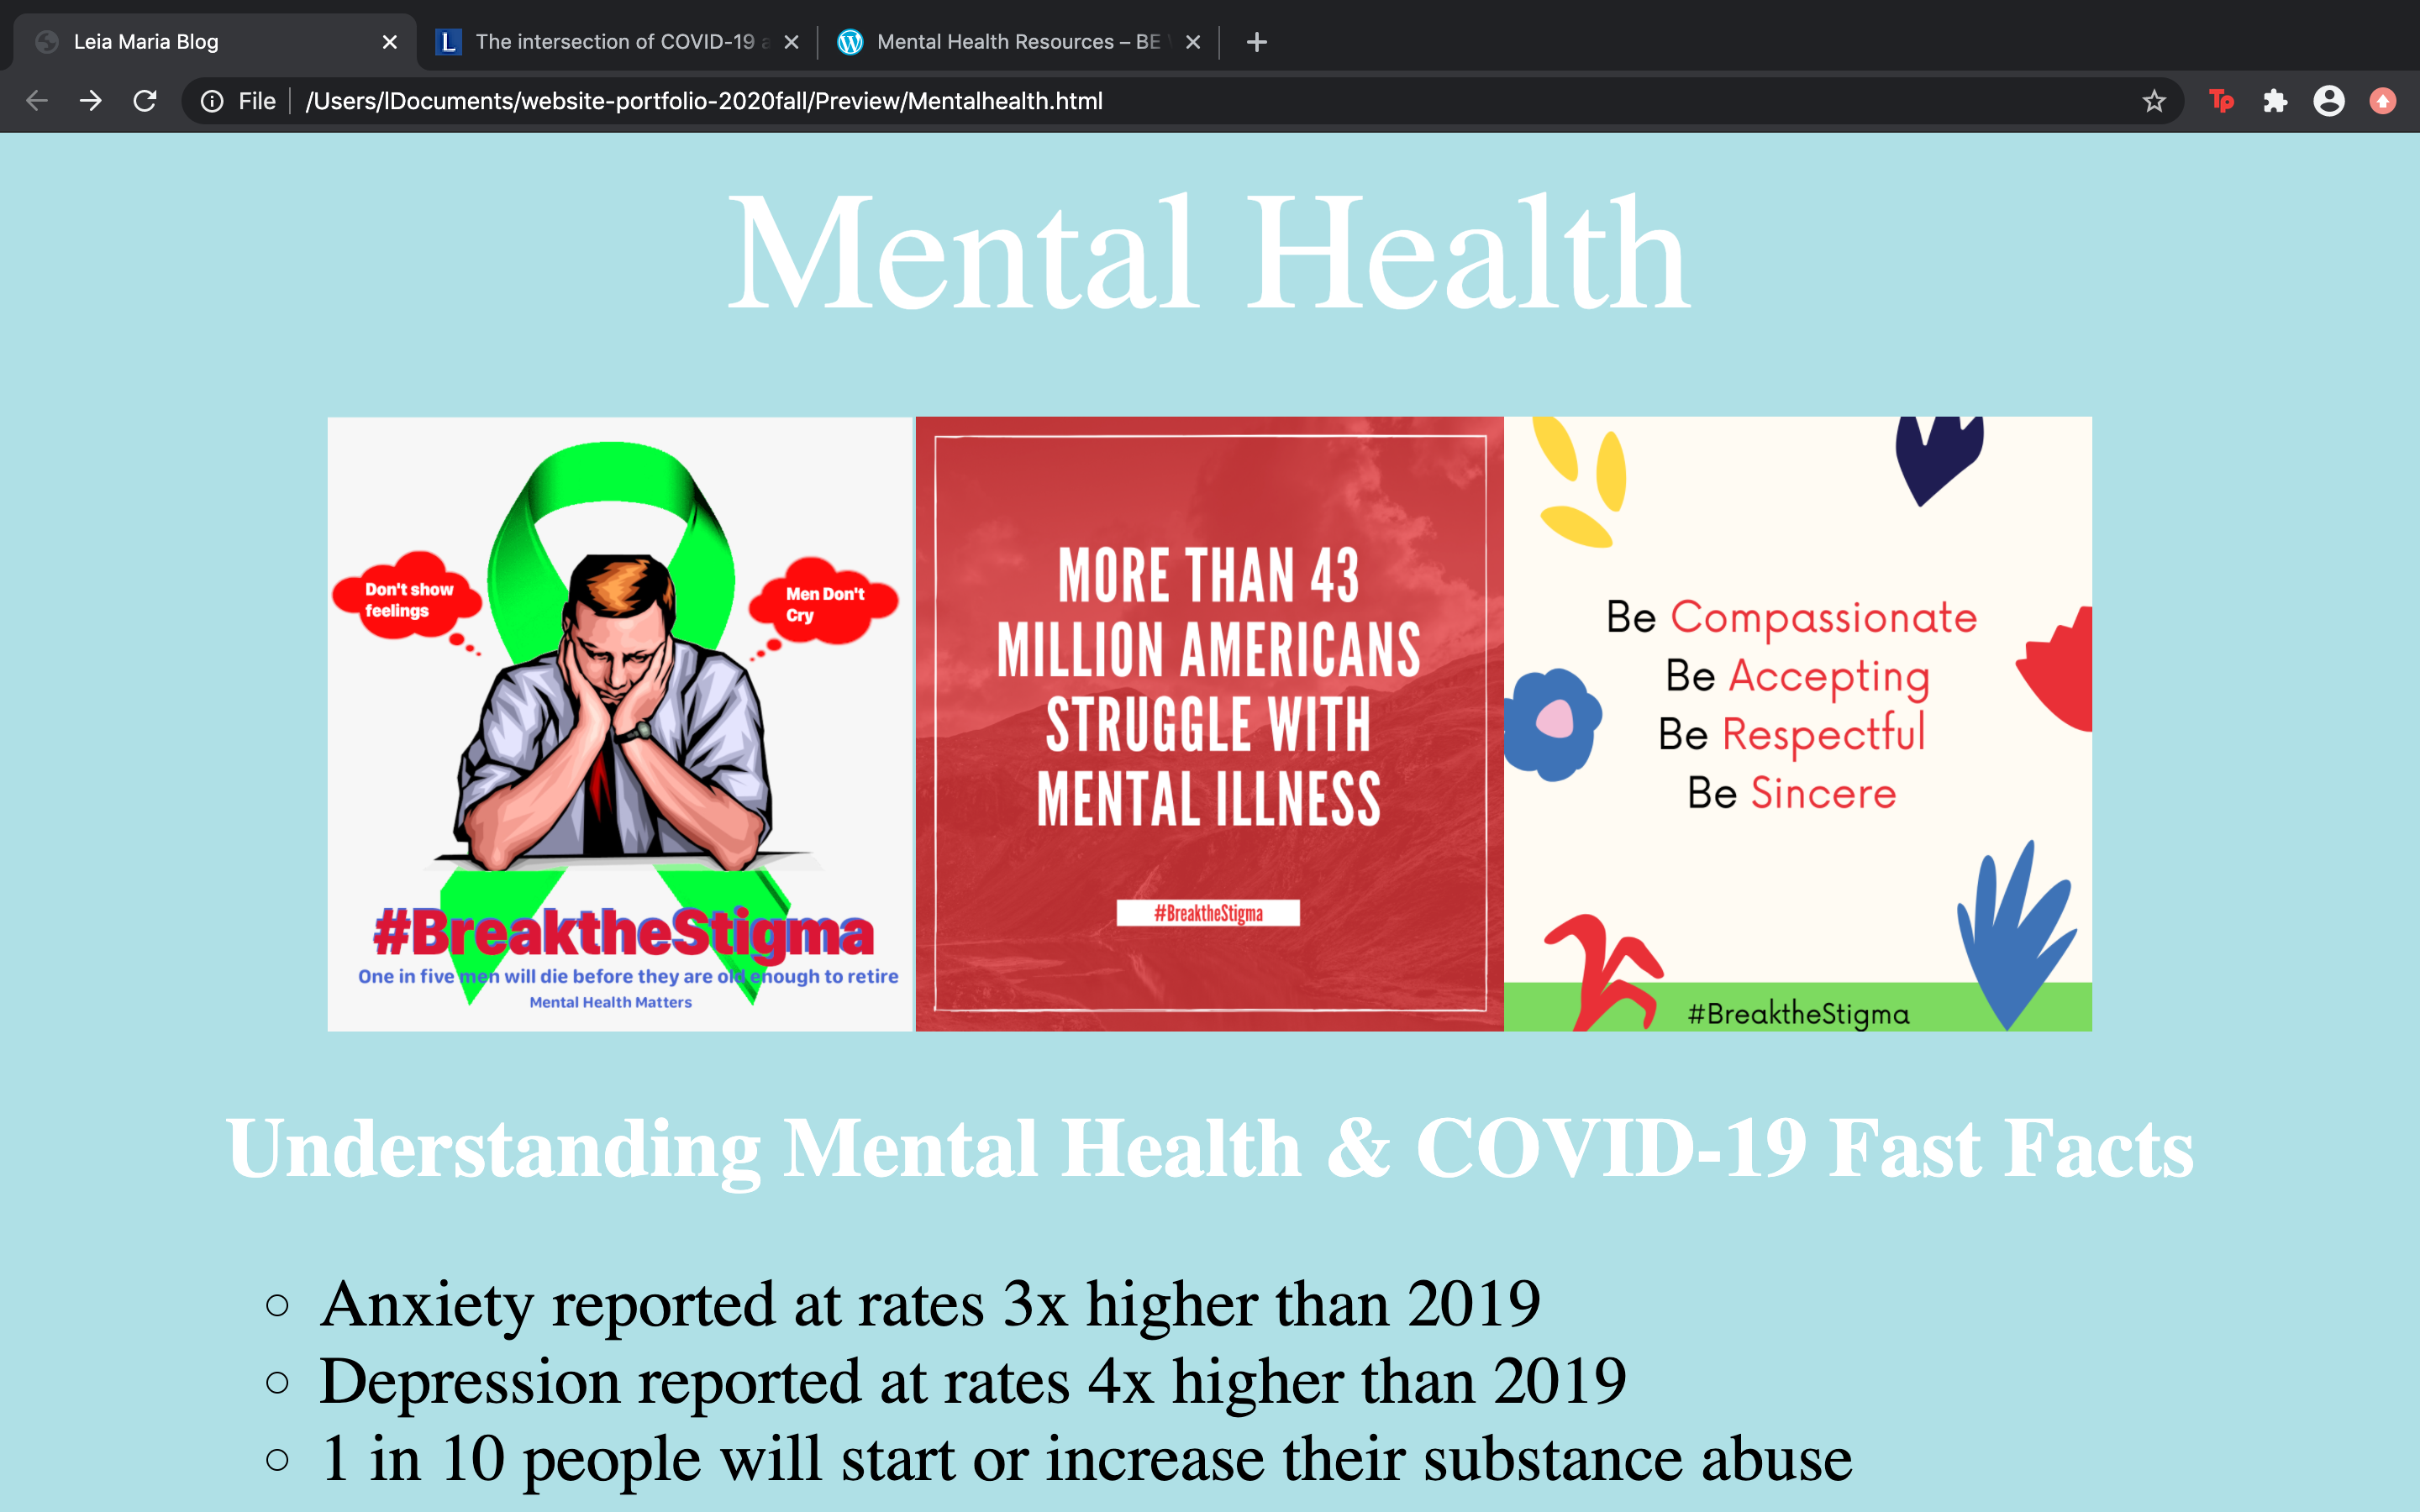 Leia Maria Blog
The intersection of COVID-19
Mental Health Resources – BE
File
/Users/lDocuments/website-portfolio-2020fall/Preview/Mentalhealth.html
Tp
Mental Health
Don't show
feelings
Men Don't
Cry
#BreaktheStigma
One in five men will die before they are old enough to retire
Mental Health Matters
MORE THAN 43
MILLION AMERICANS
STRUGGLE WITH
MENTAL ILLNESS
#BreaktheStigma
Be Compassionate
Be Accepting
Be Respectful
Be Sincere
#BreaktheStigma
Understanding Mental Health & COVID-19 Fast Facts
Anxiety reported at rates 3x higher than 2019
Depression reported at rates 4x higher than 2019
1 in 10 people will start or increase their substance abuse